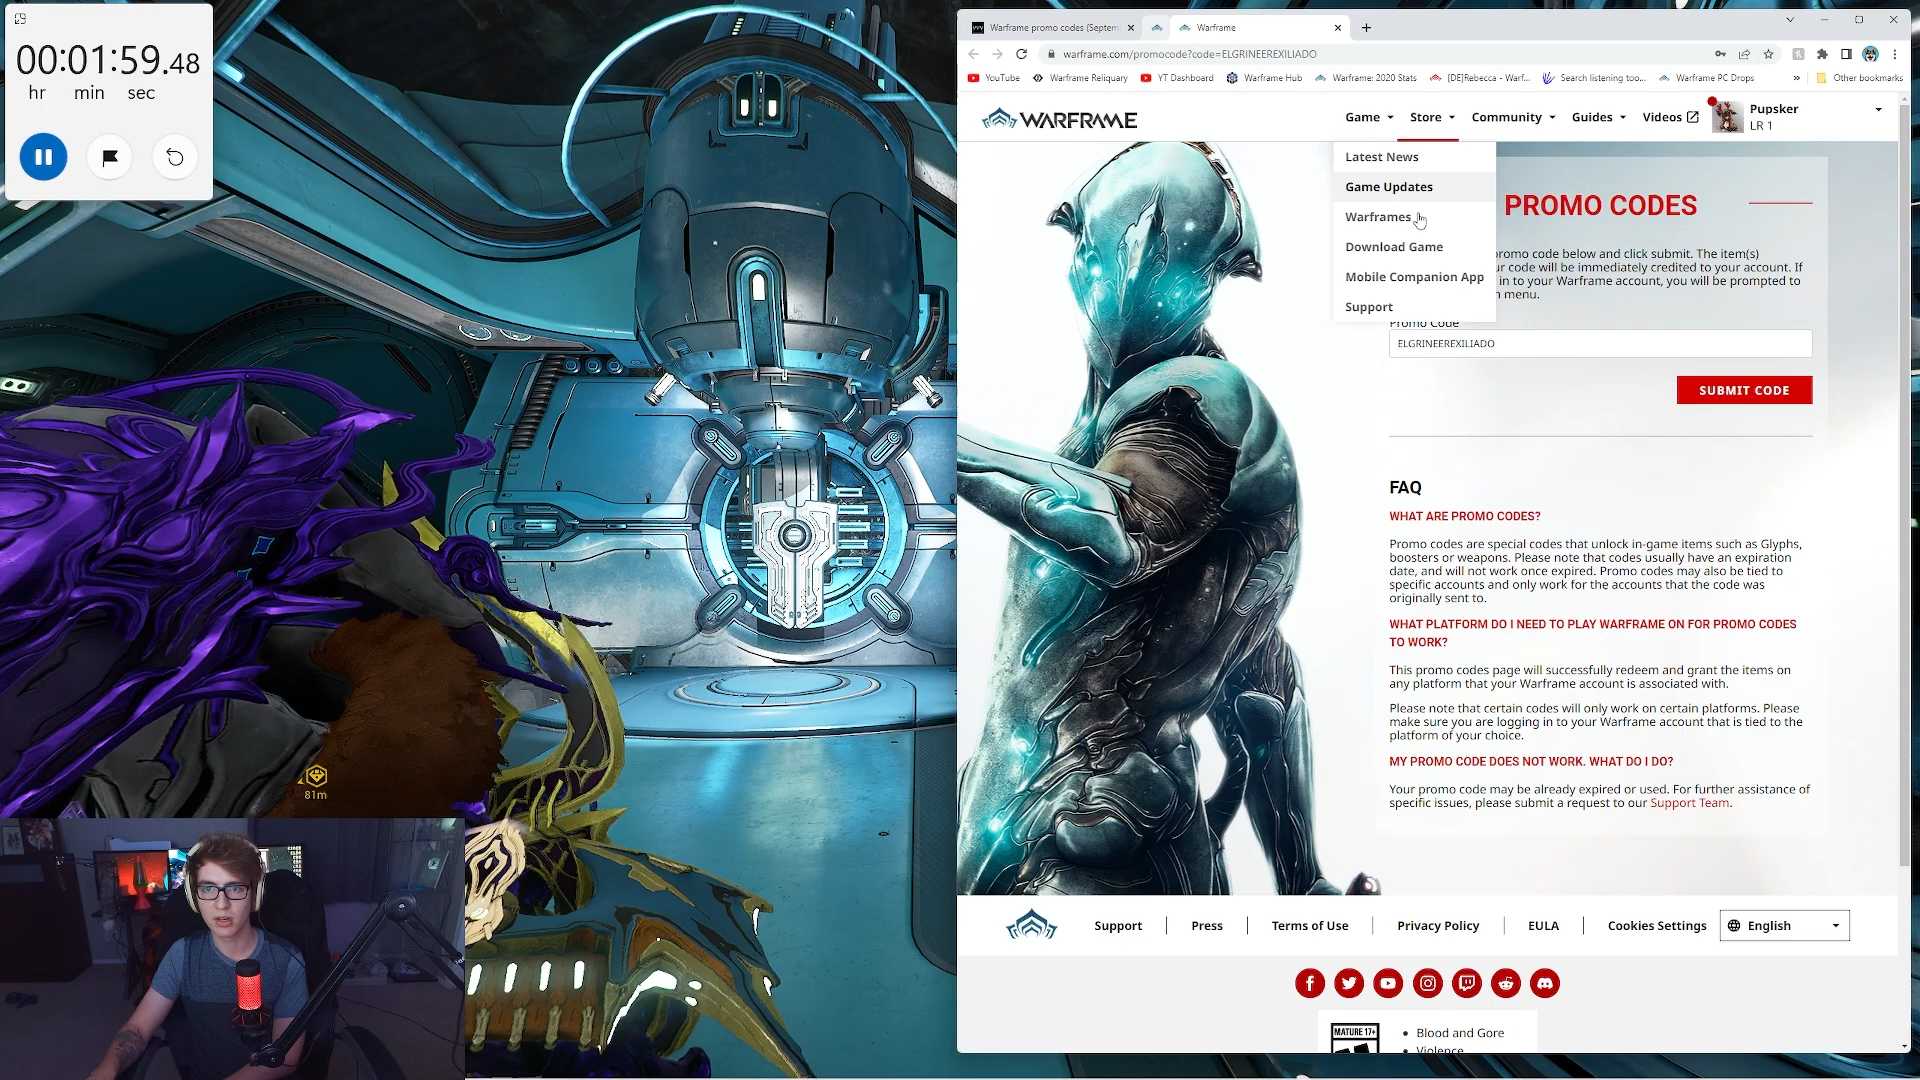 00:01:59.48
hr min sec
Warframe promo codes (Septem
Warframe
warframe.com/promocode?code=ELGRINEEREXILIADO
YouTube
Warframe Reliquary
YT Dashboard
Warframe Hub
Warframe: 2020 Stats
[DE]Rebecca - Warf...
Search listening too...
Warframe PC Drops
»
Other bookmarks
WARFRAME
Game
Store
Community
Guides
Videos
Pupsker
LR 1
Latest News
Game Updates
Warframes
Download Game
Mobile Companion App
Support
PROMO CODES
promo code below and click submit. The item(s)
ur code will be immediately credited to your account. If
in to your Warframe account, you will be prompted to
n menu.
Promo Code
ELGRINEEREXILIADO
SUBMIT CODE
FAQ
WHAT ARE PROMO CODES?
Promo codes are special codes that unlock in-game items such as Glyphs,
boosters or weapons. Please note that codes usually have an expiration
date, and will not work once expired. Promo codes may also be tied to
specific accounts and only work for the accounts that the code was
originally sent to.
WHAT PLATFORM DO I NEED TO PLAY WARFRAME ON FOR PROMO CODES
TO WORK?
This promo codes page will successfully redeem and grant the items on
any platform that your Warframe account is associated with.
Please note that certain codes will only work on certain platforms. Please
make sure you are logging in to your Warframe account that is tied to the
platform of your choice.
MY PROMO CODE DOES NOT WORK. WHAT DO I DO?
Your promo code may be already expired or used. For further assistance of
specific issues, please submit a request to our Support Team.
81m
Support
Press
Terms of Use
Privacy Policy
EULA
Cookies Settings
English
MATURE 17+
• Blood and Gore
• Violence